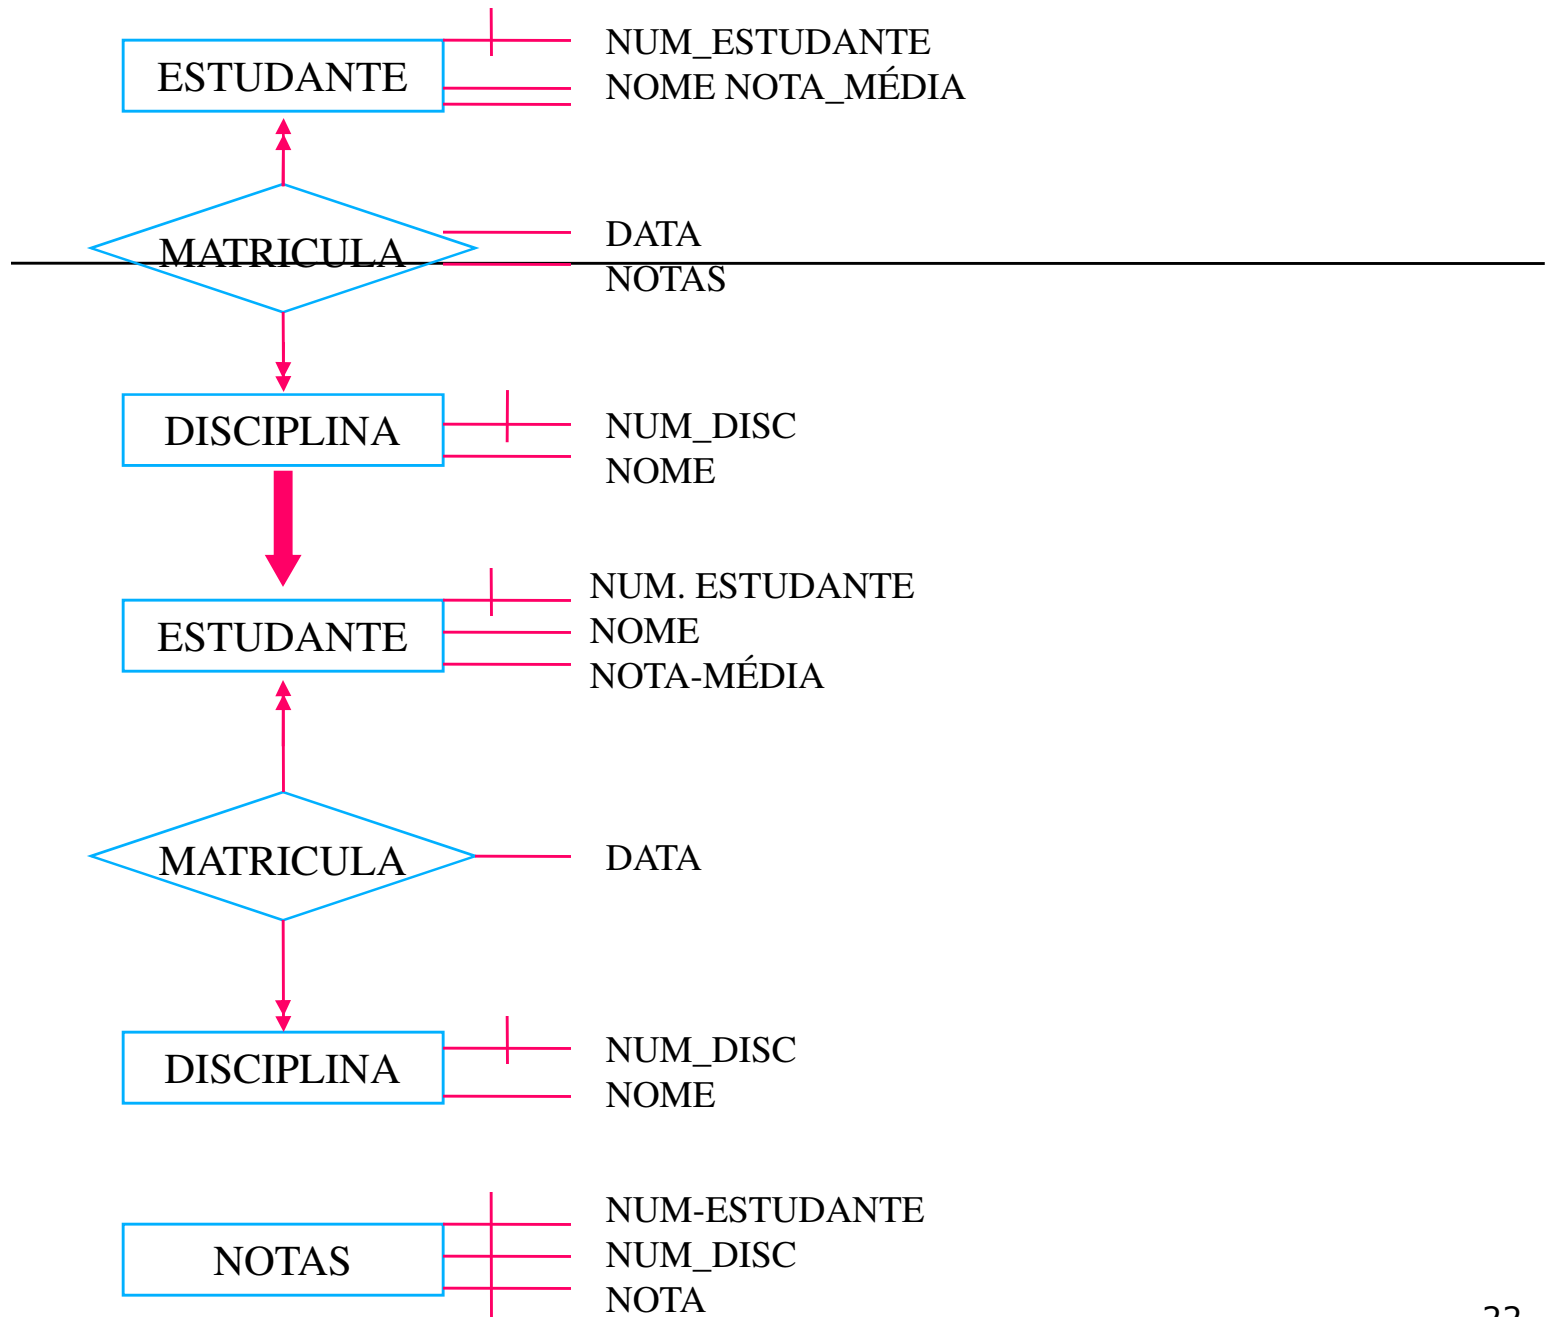 ESTUDANTE
NUM_ESTUDANTE
NOME NOTA_MÉDIA
MATRICULA
DATA
NOTAS
DISCIPLINA
NUM_DISC
NOME
ESTUDANTE
NUM. ESTUDANTE
NOME
NOTA-MÉDIA
MATRICULA
DATA
DISCIPLINA
NUM_DISC
NOME
NOTAS
NUM-ESTUDANTE
NUM_DISC
NOTA